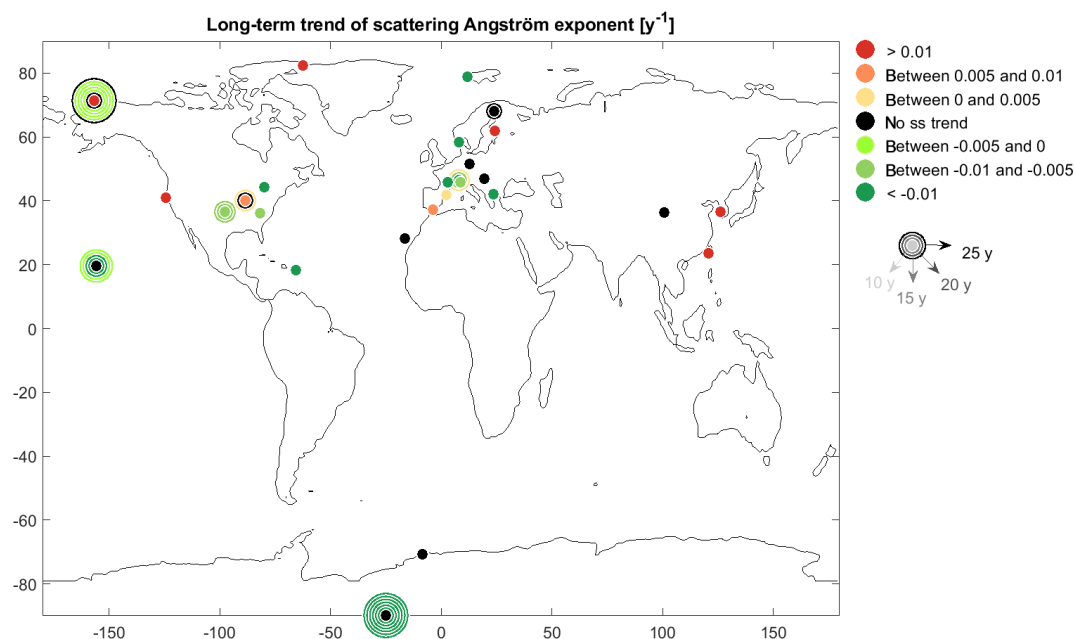 Long-term trend of scattering Angström exponent [y-1]
> 0.01
Between 0.005 and 0.01
Between 0 and 0.005
No ss trend
Between -0.005 and 0
Between -0.01 and -0.005
< -0.01
25 y
10 y
20 y
15 y
80
60
40
20
0
-20
-40
-60
-80
-150 -100 -50 0 50 100 150